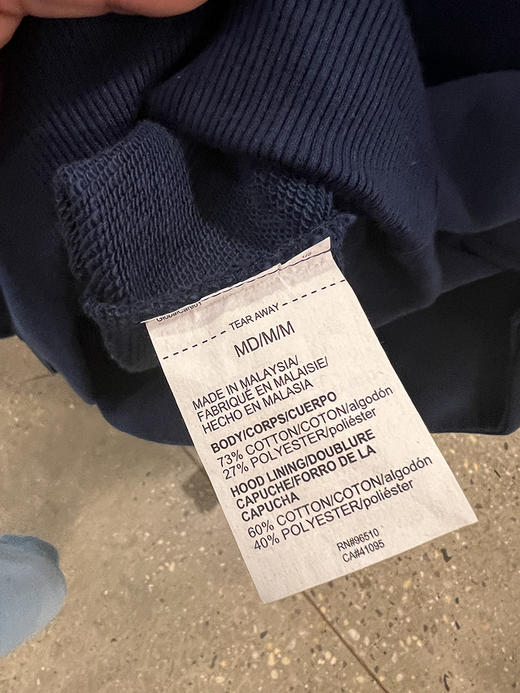 TEAR AWAY
MD/M/M
MADE IN MALAYSIA/
FABRIQUÉ EN MALAISIE/
HECHO EN MALASIA
BODY/CORPS/CUERPO
73% COTTON/COTON/algodón
27% POLYESTER/poliéster
HOOD LINING/DOUBLURE
CAPUCHE/FORRO DE LA
CAPUCHA
60% COTTON/COTON/algodón
40% POLYESTER/poliéster
RN#96510
CA#41095